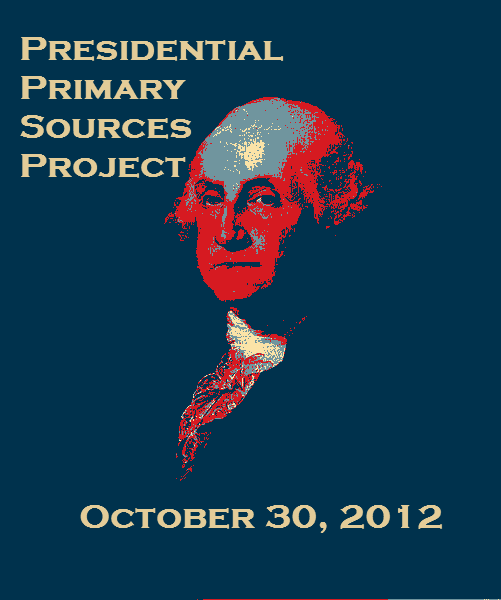 Presidential
Primary
Sources
Project
October 30, 2012